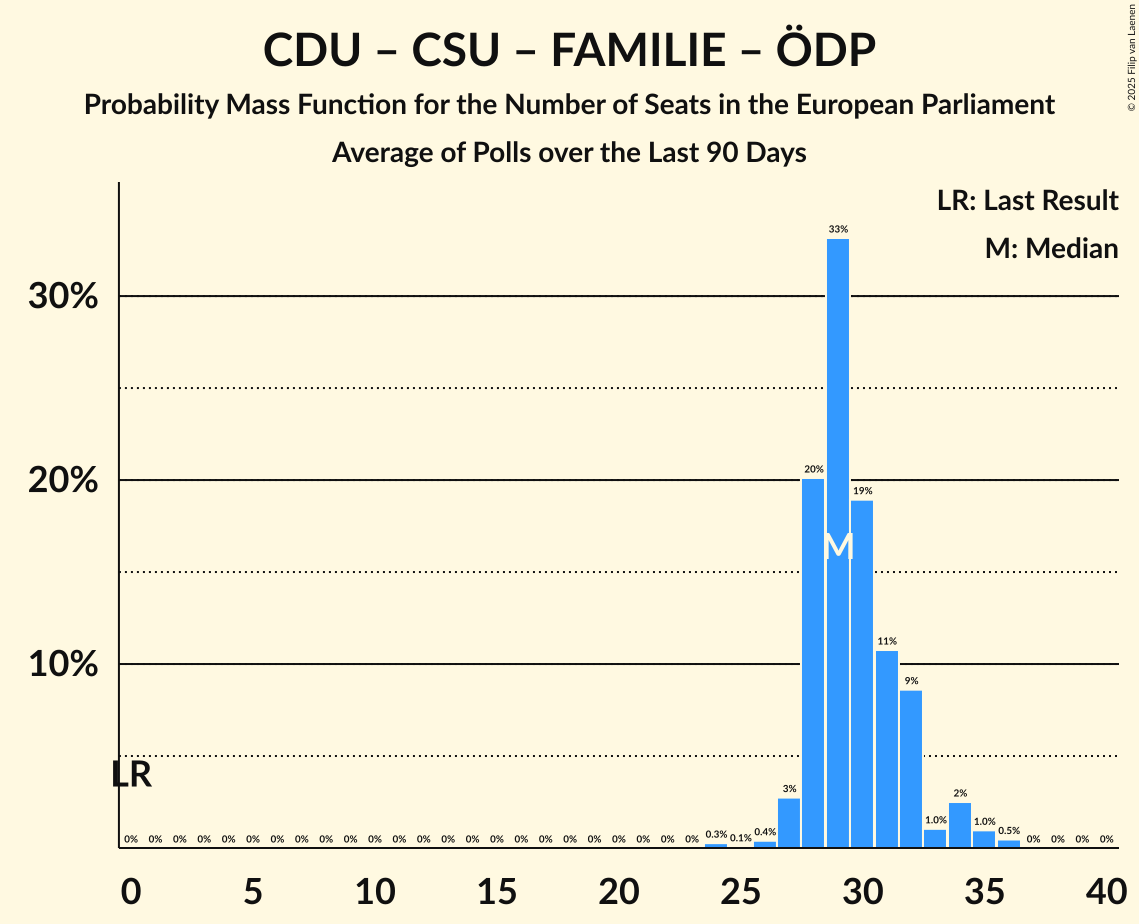 CDU – CSU – FAMILIE – ÖDP
Probability Mass Function for the Number of Seats in the European Parliament
Average of Polls over the Last 90 Days
© 2025 Filip van Laenen
LR: Last Result
M: Median
33%
30%
20%
20%
19%
M
11%
10%
9%
LR
3%
2%
0% 0% 0% 0% 0% 0% 0% 0% 0% 0% 0% 0% 0% 0% 0% 0% 0% 0% 0% 0% 0% 0% 0% 0% 0.3% 0.1% 0.4% 1.0% 1.0% 0.5% 0% 0% 0% 0%
0 5 10 15 20 25 30 35 40